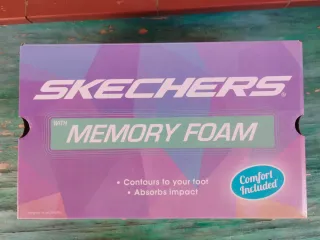 SKECHERS®
WITH
MEMORY FOAM
• Contours to your foot
• Absorbs impact
Comfort
Included